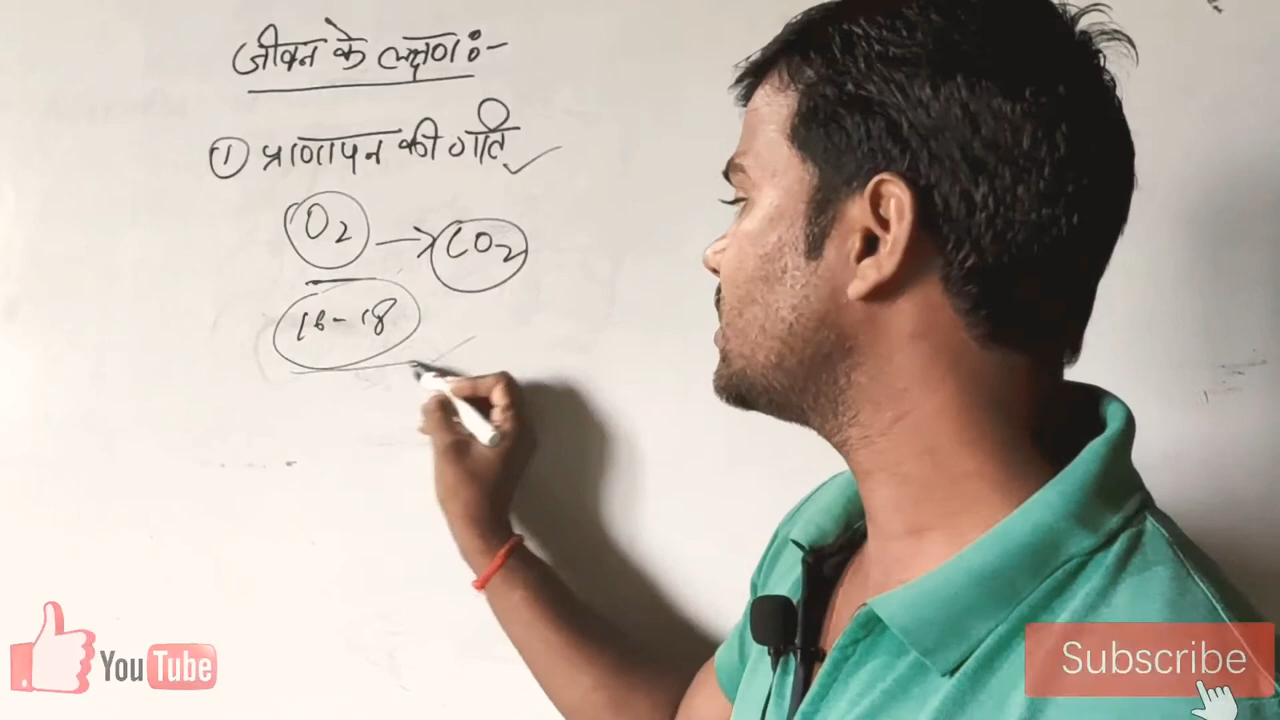 जीवन के लक्षण :-
① प्राणापन की गति ✓
O2 → CO2
16-18
YouTube
Subscribe